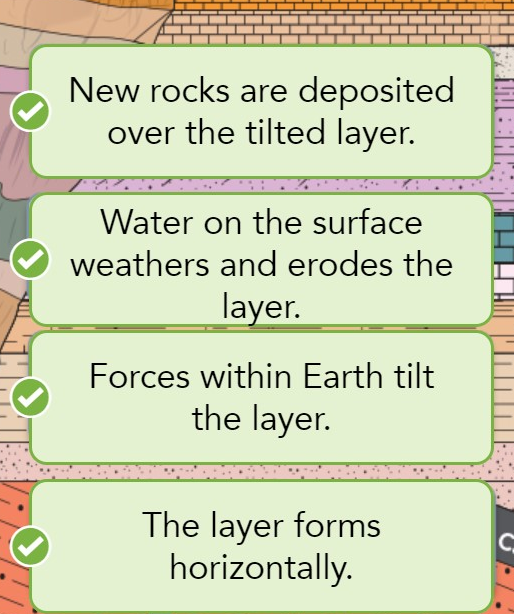 New rocks are deposited
over the tilted layer.
Water on the surface
weathers and erodes the
layer.
Forces within Earth tilt
the layer.
The layer forms
horizontally.